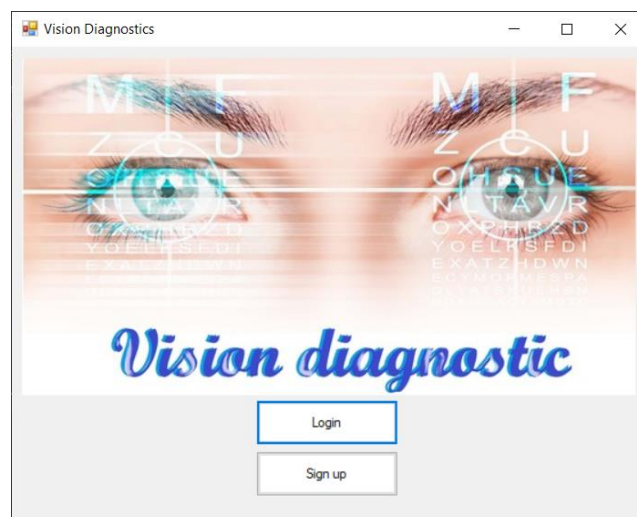 Vision Diagnostics
M F
M F
Z C U
Z C U
O H S U E
N L T A V R
N L T A V R
O X P H R Z D
Y O E L K S F D I
Y O E L K S F D I
E X A T Z H D W N
E X A T Z H D W N
Vision diagnostic
Login
Sign up